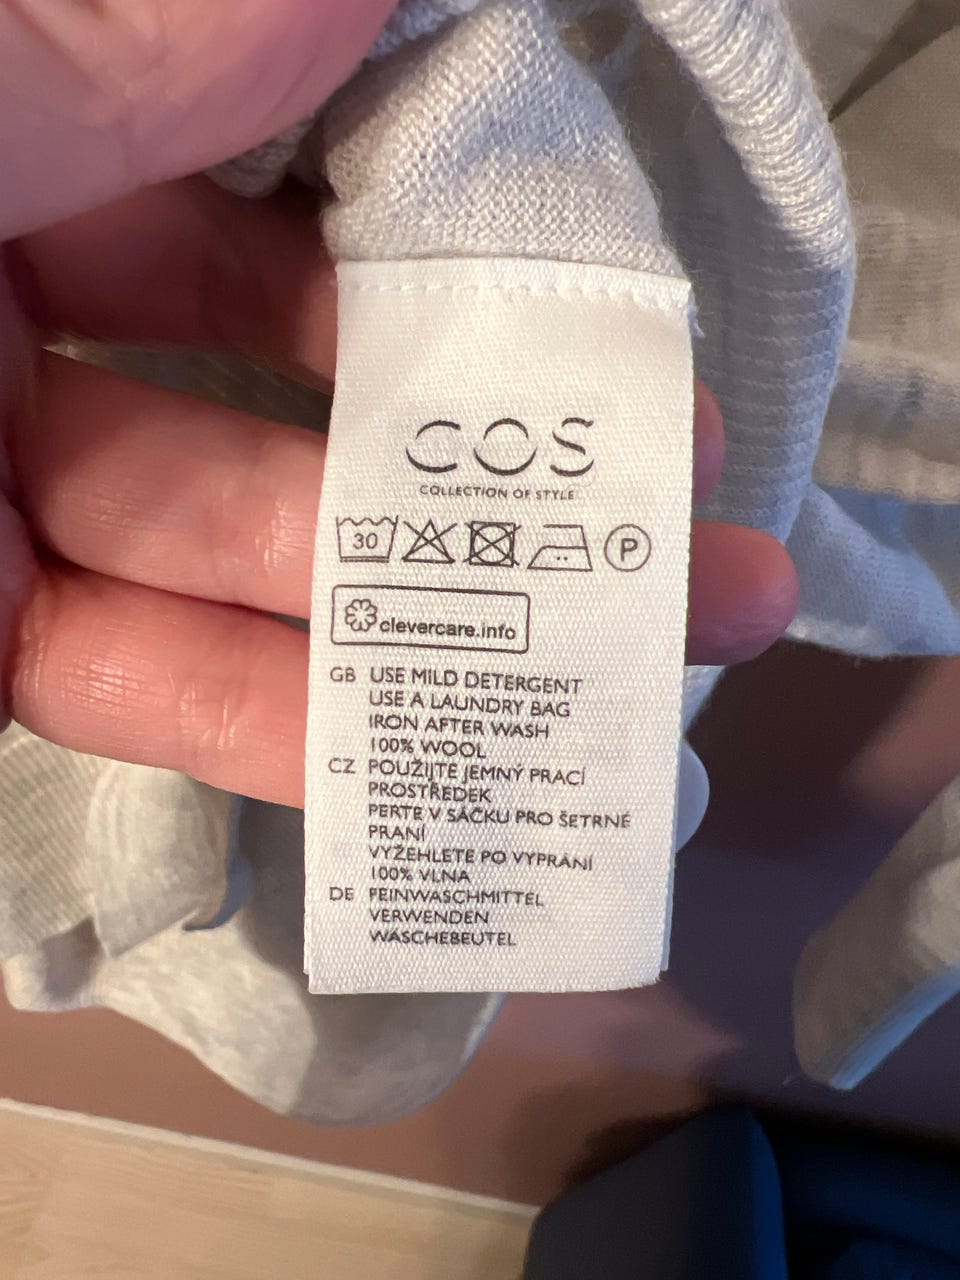 COS
COLLECTION OF STYLE
30 P
clevercare.info
GB USE MILD DETERGENT
USE A LAUNDRY BAG
IRON AFTER WASH
100% WOOL
CZ POUŽIJTE JEMNÝ PRACÍ
PROSTŘEDEK
PERTE V SÁČKU PRO ŠETRNÉ
PRANÍ
VYŽEHLETE PO VYPRÁNÍ
100% VLNA
DE FEINWASCHMITTEL
VERWENDEN
WÄSCHEBEUTEL